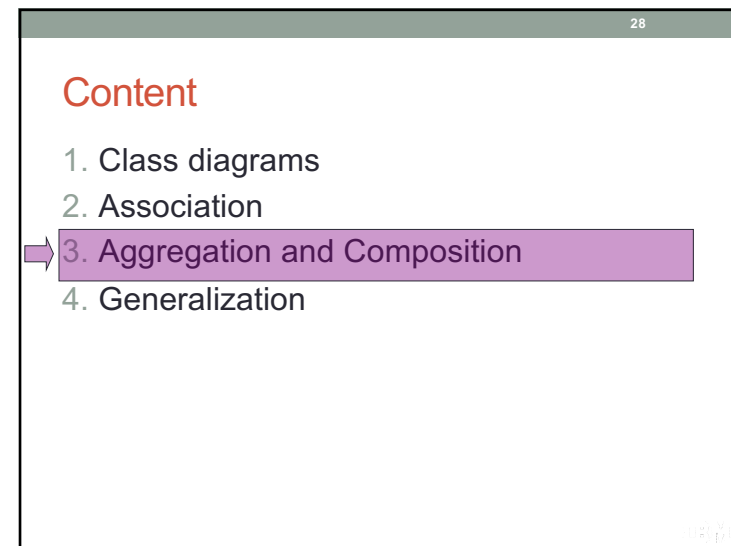 28
Content
1. Class diagrams
2. Association
3. Aggregation and Composition
4. Generalization